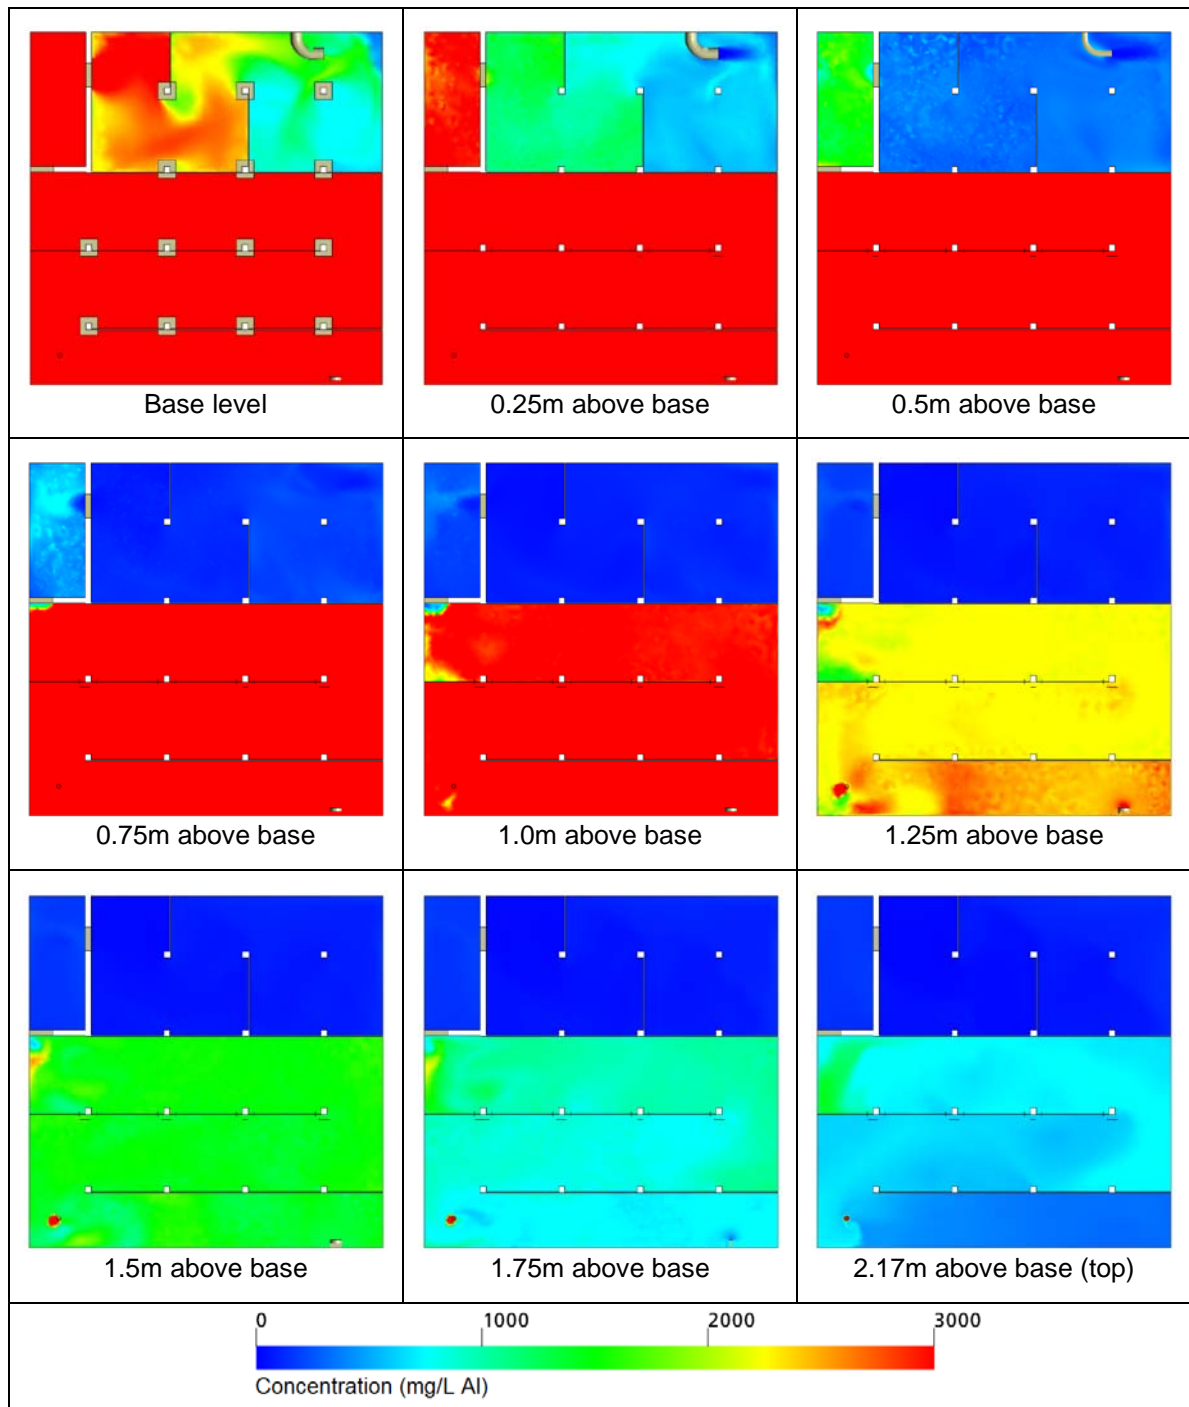 Base level
0.25m above base
0.5m above base
0.75m above base
1.0m above base
1.25m above base
1.5m above base
1.75m above base
2.17m above base (top)
0 1000 2000 3000
Concentration (mg/L Al)